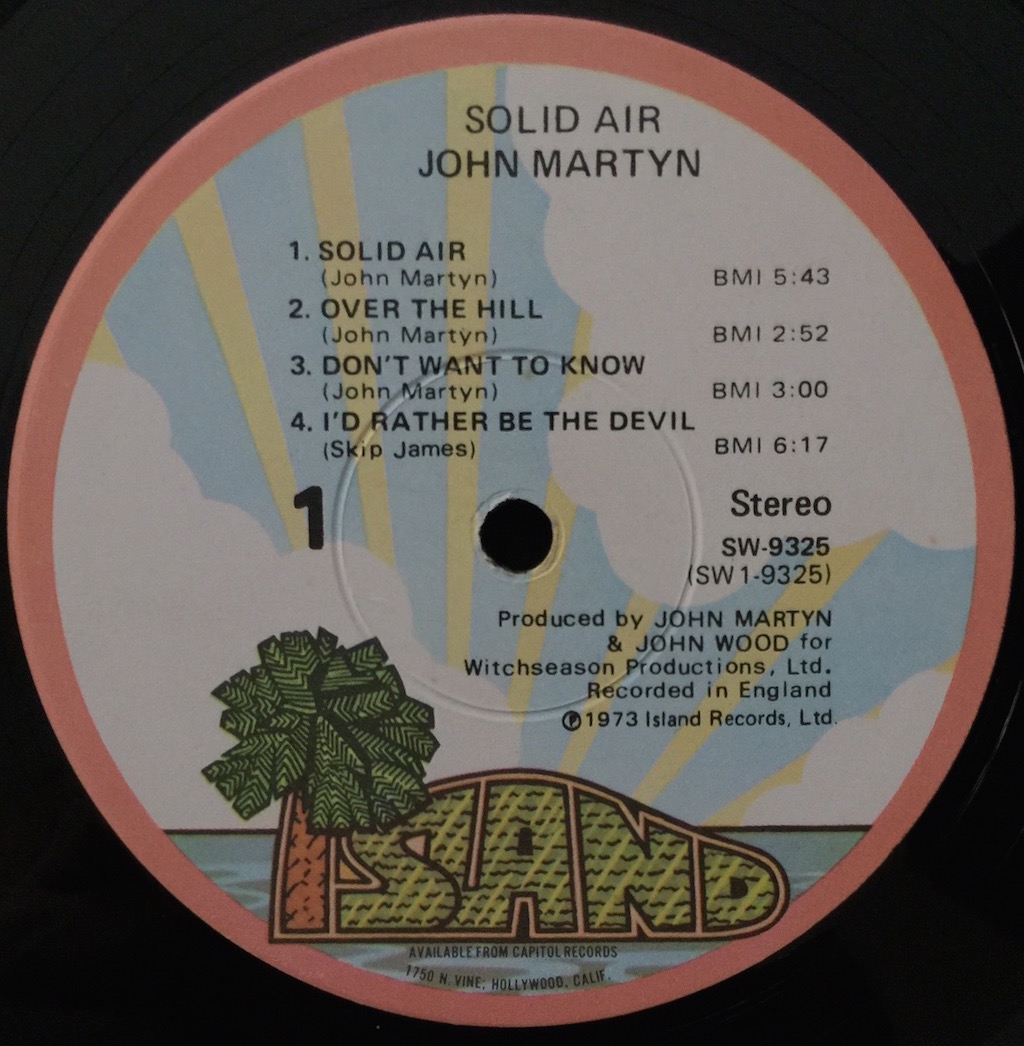 SOLID AIR
JOHN MARTYN
1. SOLID AIR
(John Martyn) BMI 5:43
2. OVER THE HILL
(John Martyn) BMI 2:52
3. DON'T WANT TO KNOW
(John Martyn) BMI 3:00
4. I'D RATHER BE THE DEVIL
(Skip James) BMI 6:17
1
Stereo
SW-9325
(SW1-9325)
Produced by JOHN MARTYN
& JOHN WOOD for
Witchseason Productions, Ltd.
Recorded in England
℗1973 Island Records, Ltd.
ISLAND
AVAILABLE FROM CAPITOL RECORDS
1750 N. VINE; HOLLYWOOD, CALIF.